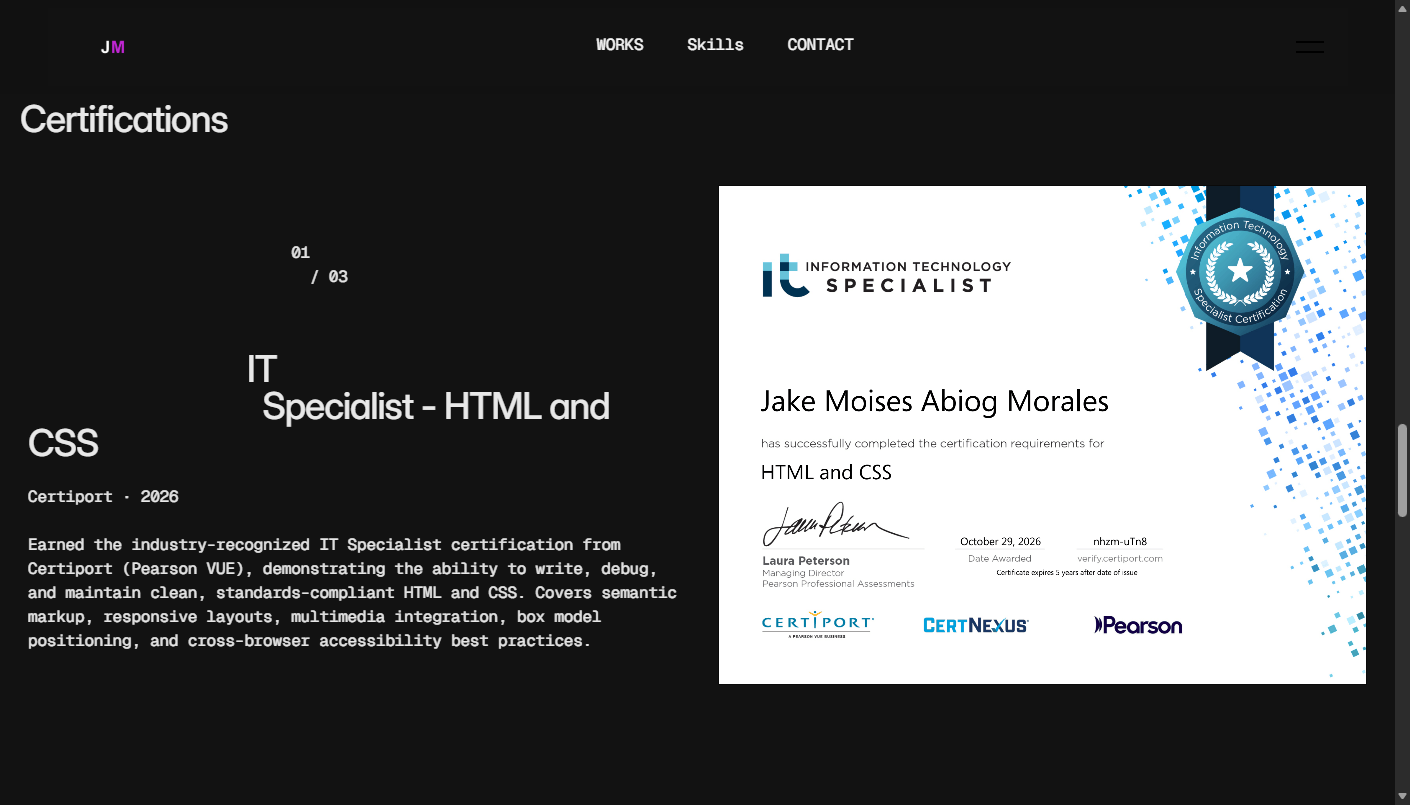 JM
WORKS Skills CONTACT
Certifications
01
/ 03
IT
Specialist - HTML and
CSS
Certiport · 2026
Earned the industry-recognized IT Specialist certification from
Certiport (Pearson VUE), demonstrating the ability to write, debug,
and maintain clean, standards-compliant HTML and CSS. Covers semantic
markup, responsive layouts, multimedia integration, box model
positioning, and cross-browser accessibility best practices.
it INFORMATION TECHNOLOGY
SPECIALIST
Information Technology
Specialist Certification
Jake Moises Abiog Morales
has successfully completed the certification requirements for
HTML and CSS
Laura Peterson
Managing Director
Pearson Professional Assessments
October 29, 2026
Date Awarded
nhzm-uTn8
verify.certiport.com
Certificate expires 5 years after date of issue
CERTIPORT
A PEARSON VUE BUSINESS
CERTNEXUS
Pearson